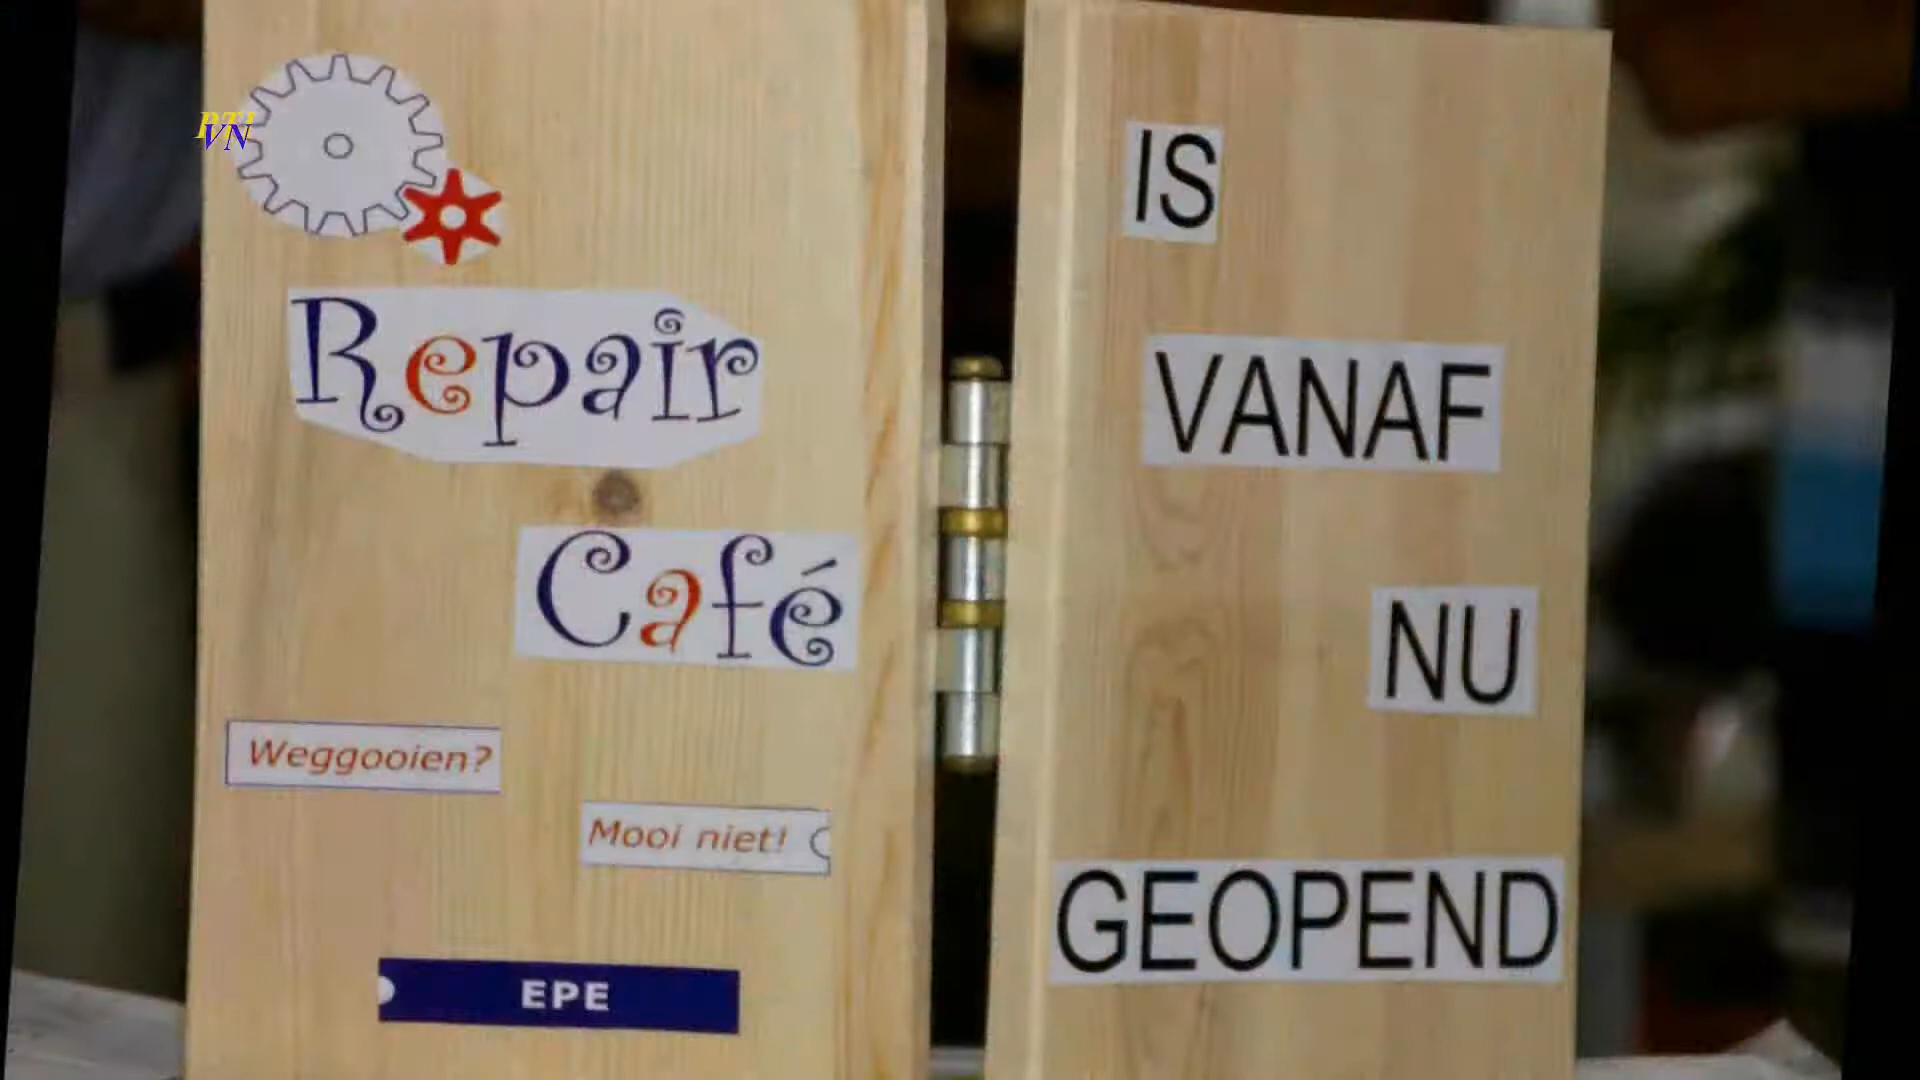 Repair
Café
Weggooien?
Mooi niet!
EPE
IS
VANAF
NU
GEOPEND